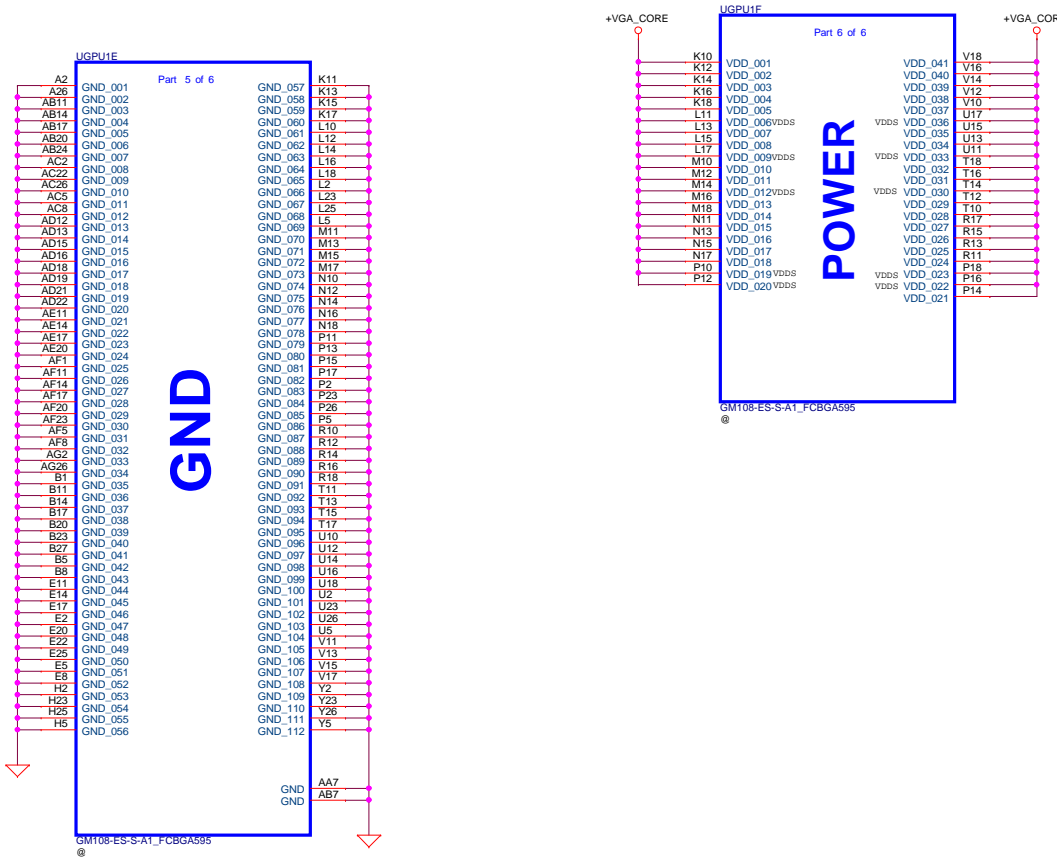 UGPU1E
Part 5 of 6
A2 GND_001 GND_057 K11
A26 GND_002 GND_058 K13
AB11 GND_003 GND_059 K15
AB14 GND_004 GND_060 K17
AB17 GND_005 GND_061 L10
AB20 GND_006 GND_062 L12
AB24 GND_007 GND_063 L14
AC2 GND_008 GND_064 L16
AC22 GND_009 GND_065 L18
AC26 GND_010 GND_066 L2
AC5 GND_011 GND_067 L23
AC8 GND_012 GND_068 L25
AD12 GND_013 GND_069 L5
AD13 GND_014 GND_070 M11
AD15 GND_015 GND_071 M13
AD16 GND_016 GND_072 M15
AD18 GND_017 GND_073 M17
AD19 GND_018 GND_074 N10
AD21 GND_019 GND_075 N12
AD22 GND_020 GND_076 N14
AE11 GND_021 GND_077 N16
AE14 GND_022 GND_078 N18
AE17 GND_023 GND_079 P11
AE20 GND_024 GND_080 P13
AF1 GND_025 GND_081 P15
AF11 GND_026 GND_082 P17
AF14 GND_027 GND_083 P2
AF17 GND_028 GND_084 P23
AF20 GND_029 GND_085 P26
AF23 GND_030 GND_086 P5
AF5 GND_031 GND_087 R10
AF8 GND_032 GND_088 R12
AG2 GND_033 GND_089 R14
AG26 GND_034 GND_090 R16
B1 GND_035 GND_091 R18
B11 GND_036 GND_092 T11
B14 GND_037 GND_093 T13
B17 GND_038 GND_094 T15
B20 GND_039 GND_095 T17
B23 GND_040 GND_096 U10
B27 GND_041 GND_097 U12
B5 GND_042 GND_098 U14
B8 GND_043 GND_099 U16
E11 GND_044 GND_100 U18
E14 GND_045 GND_101 U2
E17 GND_046 GND_102 U23
E2 GND_047 GND_103 U26
E20 GND_048 GND_104 U5
E22 GND_049 GND_105 V11
E25 GND_050 GND_106 V13
E5 GND_051 GND_107 V15
E8 GND_052 GND_108 V17
H2 GND_053 GND_109 Y2
H23 GND_054 GND_110 Y23
H25 GND_055 GND_111 Y26
H5 GND_056 GND_112 Y5
GND AA7
GND AB7
GND
GM108-ES-S-A1_FCBGA595
@
UGPU1F
+VGA_CORE
+VGA_COR
Part 6 of 6
K10 VDD_001 VDD_041 V18
K12 VDD_002 VDD_040 V16
K14 VDD_003 VDD_039 V14
K16 VDD_004 VDD_038 V12
K18 VDD_005 VDD_037 V10
L11 VDD_006 VDDS VDDS VDD_036 U17
L13 VDD_007 VDD_035 U15
L15 VDD_008 VDD_034 U13
L17 VDD_009 VDDS VDDS VDD_033 U11
M10 VDD_010 VDD_032 T18
M12 VDD_011 VDD_031 T16
M14 VDD_012 VDDS VDDS VDD_030 T14
M16 VDD_013 VDD_029 T12
M18 VDD_014 VDD_028 T10
N11 VDD_015 VDD_027 R17
N13 VDD_016 VDD_026 R15
N15 VDD_017 VDD_025 R13
N17 VDD_018 VDD_024 R11
P10 VDD_019 VDDS VDDS VDD_023 P18
P12 VDD_020 VDDS VDDS VDD_022 P16
VDD_021 P14
POWER
GM108-ES-S-A1_FCBGA595
@